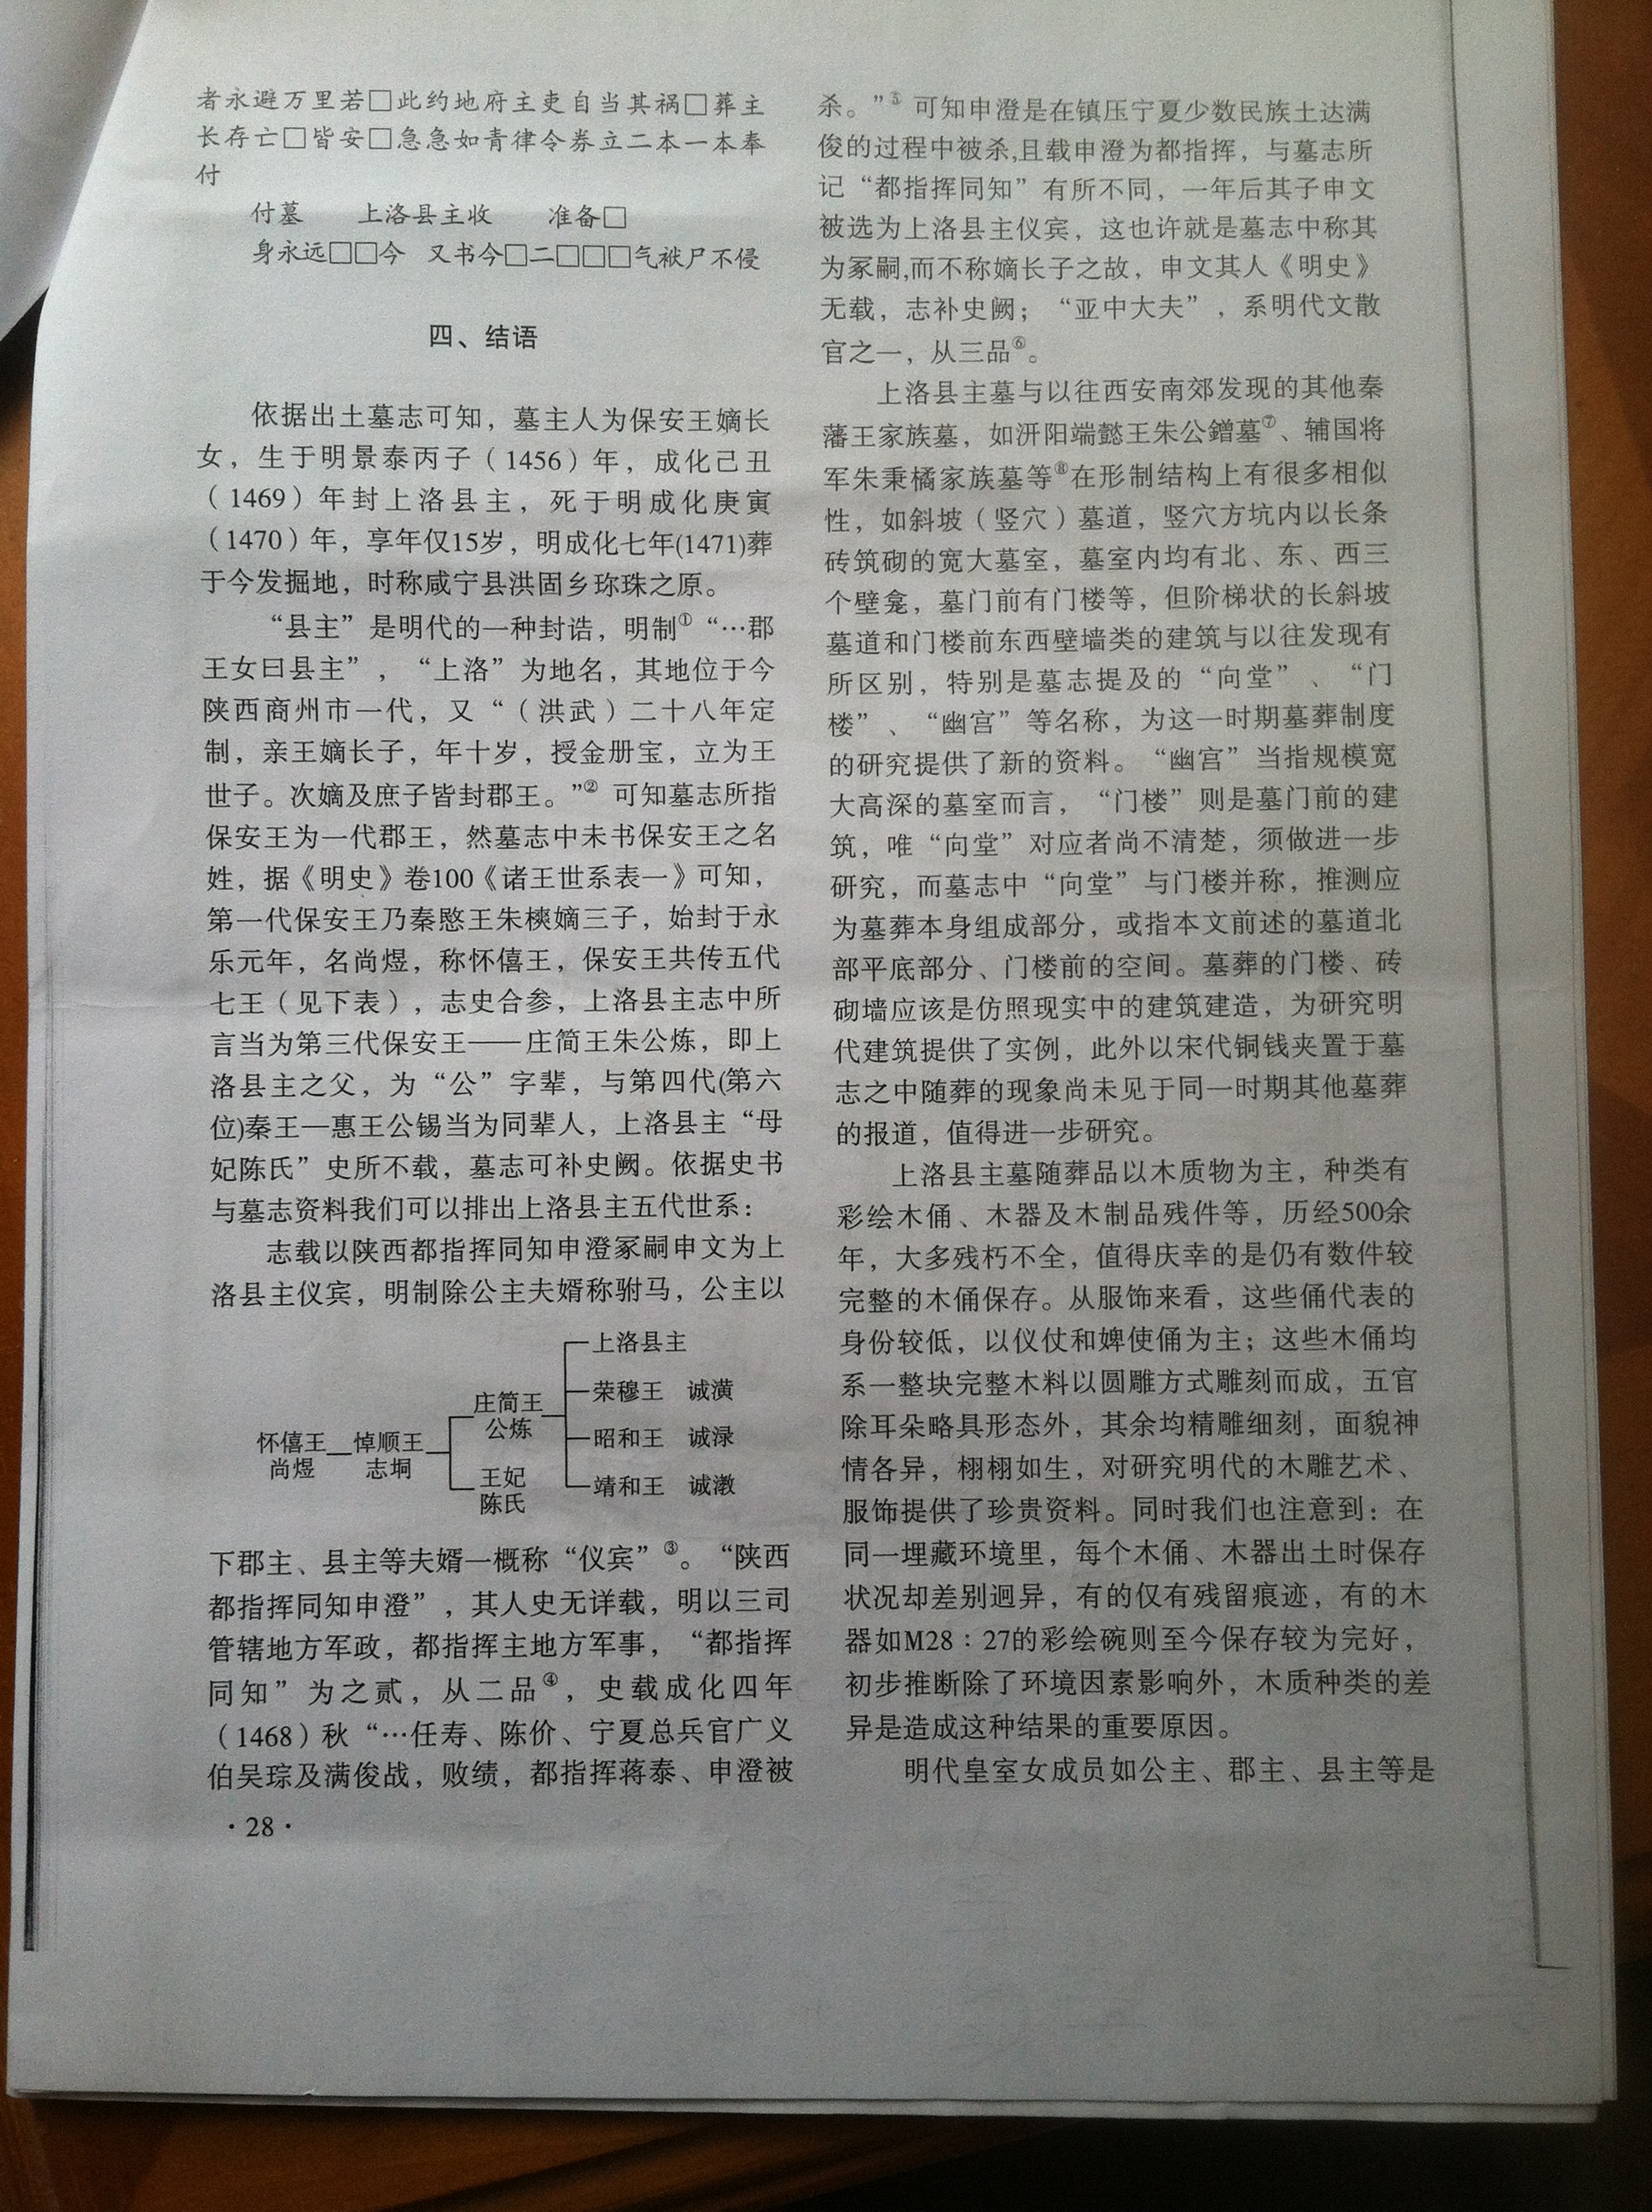 者永避万里若□此约地府主吏自当其祸□葬主
长存亡□皆安□急急如青律令券立二本一本奉
付
付墓 上洛县主收 准备□
身永远□□今 又书今□二□□□气袱尸不侵
四、结语
依据出土墓志可知，墓主人为保安王嫡长
女，生于明景泰丙子（1456）年，成化己丑
（1469）年封上洛县主，死于明成化庚寅
（1470）年，享年仅15岁，明成化七年(1471)葬
于今发掘地，时称咸宁县洪固乡珎珠之原。
“县主”是明代的一种封诰，明制①“…郡
王女曰县主”，“上洛”为地名，其地位于今
陕西商州市一代，又“（洪武）二十八年定
制，亲王嫡长子，年十岁，授金册宝，立为王
世子。次嫡及庶子皆封郡王。”② 可知墓志所指
保安王为一代郡王，然墓志中未书保安王之名
姓，据《明史》卷100《诸王世系表一》可知，
第一代保安王乃秦愍王朱樉嫡三子，始封于永
乐元年，名尚煜，称怀僖王，保安王共传五代
七王（见下表），志史合参，上洛县主志中所
言当为第三代保安王——庄简王朱公炼，即上
洛县主之父，为“公”字辈，与第四代(第六
位)秦王—惠王公锡当为同辈人，上洛县主“母
妃陈氏”史所不载，墓志可补史阙。依据史书
与墓志资料我们可以排出上洛县主五代世系：
志载以陕西都指挥同知申澄冢嗣申文为上
洛县主仪宾，明制除公主夫婿称驸马，公主以
怀僖王 尚煜
悼顺王 志坰
庄简王 公炼
王妃 陈氏
上洛县主
荣穆王 诚潢
昭和王 诚渌
靖和王 诚漖
下郡主、县主等夫婿一概称“仪宾”③。“陕西
都指挥同知申澄”，其人史无详载，明以三司
管辖地方军政，都指挥主地方军事，“都指挥
同知”为之贰，从二品④，史载成化四年
（1468）秋“…任寿、陈价、宁夏总兵官广义
伯吴琮及满俊战，败绩，都指挥蒋泰、申澄被
·28·
杀。”⑤ 可知申澄是在镇压宁夏少数民族土达满
俊的过程中被杀,且载申澄为都指挥，与墓志所
记“都指挥同知”有所不同，一年后其子申文
被选为上洛县主仪宾，这也许就是墓志中称其
为冢嗣,而不称嫡长子之故，申文其人《明史》
无载，志补史阙；“亚中大夫”，系明代文散
官之一，从三品⑥。
上洛县主墓与以往西安南郊发现的其他秦
藩王家族墓，如汧阳端懿王朱公鏳墓⑦、辅国将
军朱秉橘家族墓等⑧在形制结构上有很多相似
性，如斜坡（竖穴）墓道，竖穴方坑内以长条
砖筑砌的宽大墓室，墓室内均有北、东、西三
个壁龛，墓门前有门楼等，但阶梯状的长斜坡
墓道和门楼前东西壁墙类的建筑与以往发现有
所区别，特别是墓志提及的“向堂”、“门
楼”、“幽宫”等名称，为这一时期墓葬制度
的研究提供了新的资料。“幽宫”当指规模宽
大高深的墓室而言，“门楼”则是墓门前的建
筑，唯“向堂”对应者尚不清楚，须做进一步
研究，而墓志中“向堂”与门楼并称，推测应
为墓葬本身组成部分，或指本文前述的墓道北
部平底部分、门楼前的空间。墓葬的门楼、砖
砌墙应该是仿照现实中的建筑建造，为研究明
代建筑提供了实例，此外以宋代铜钱夹置于墓
志之中随葬的现象尚未见于同一时期其他墓葬
的报道，值得进一步研究。
上洛县主墓随葬品以木质物为主，种类有
彩绘木俑、木器及木制品残件等，历经500余
年，大多残朽不全，值得庆幸的是仍有数件较
完整的木俑保存。从服饰来看，这些俑代表的
身份较低，以仪仗和婢使俑为主；这些木俑均
系一整块完整木料以圆雕方式雕刻而成，五官
除耳朵略具形态外，其余均精雕细刻，面貌神
情各异，栩栩如生，对研究明代的木雕艺术、
服饰提供了珍贵资料。同时我们也注意到：在
同一埋藏环境里，每个木俑、木器出土时保存
状况却差别迥异，有的仅有残留痕迹，有的木
器如M28：27的彩绘碗则至今保存较为完好，
初步推断除了环境因素影响外，木质种类的差
异是造成这种结果的重要原因。
明代皇室女成员如公主、郡主、县主等是